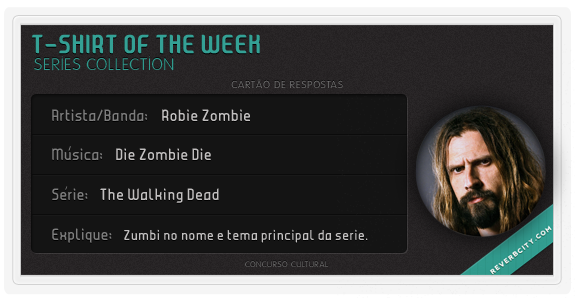 T-SHIRT OF THE WEEK
SERIES COLLECTION
CARTÃO DE RESPOSTAS
Artista/Banda: Robie Zombie
Música: Die Zombie Die
Série: The Walking Dead
Explique: Zumbi no nome e tema principal da serie.
REVERBCITY.COM
CONCURSO CULTURAL